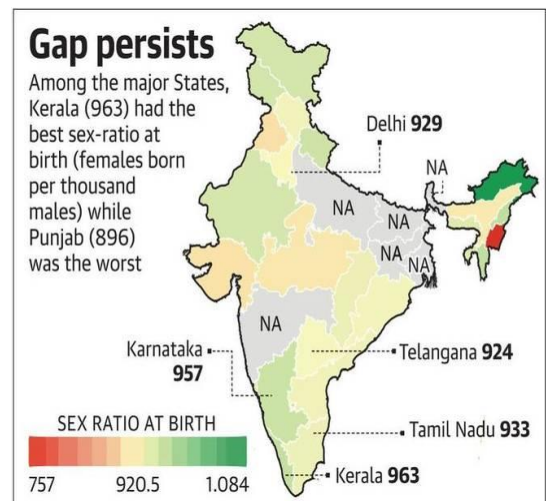 Gap persists
Among the major States,
Kerala (963) had the
best sex-ratio at
birth (females born
per thousand
males) while
Punjab (896)
was the worst
Delhi 929
NA
NA
NA
NA
NA
NA
Karnataka
957
Telangana 924
Tamil Nadu 933
Kerala 963
SEX RATIO AT BIRTH
757 920.5 1.084